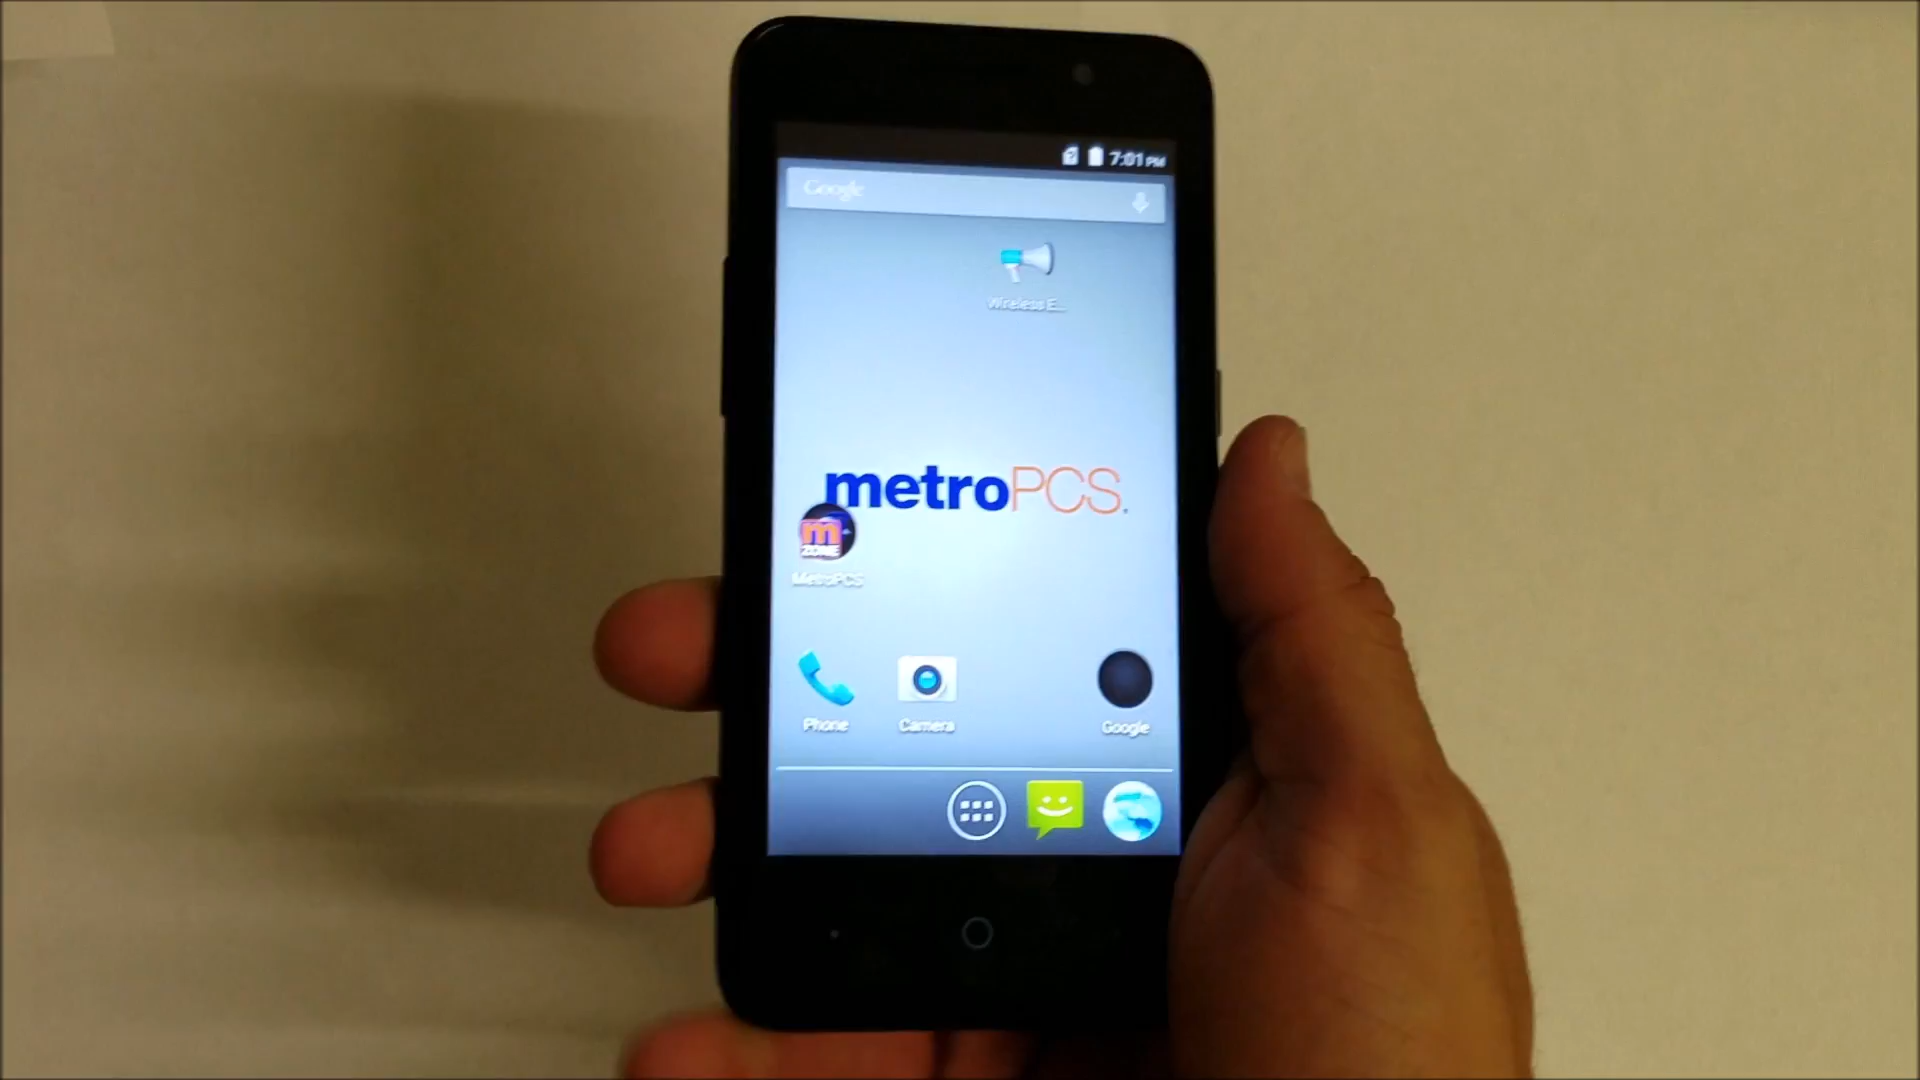 7:01 PM
Google
Wireless E...
metroPCS.
m
ZONE
MetroPCS
Phone
Camera
Google